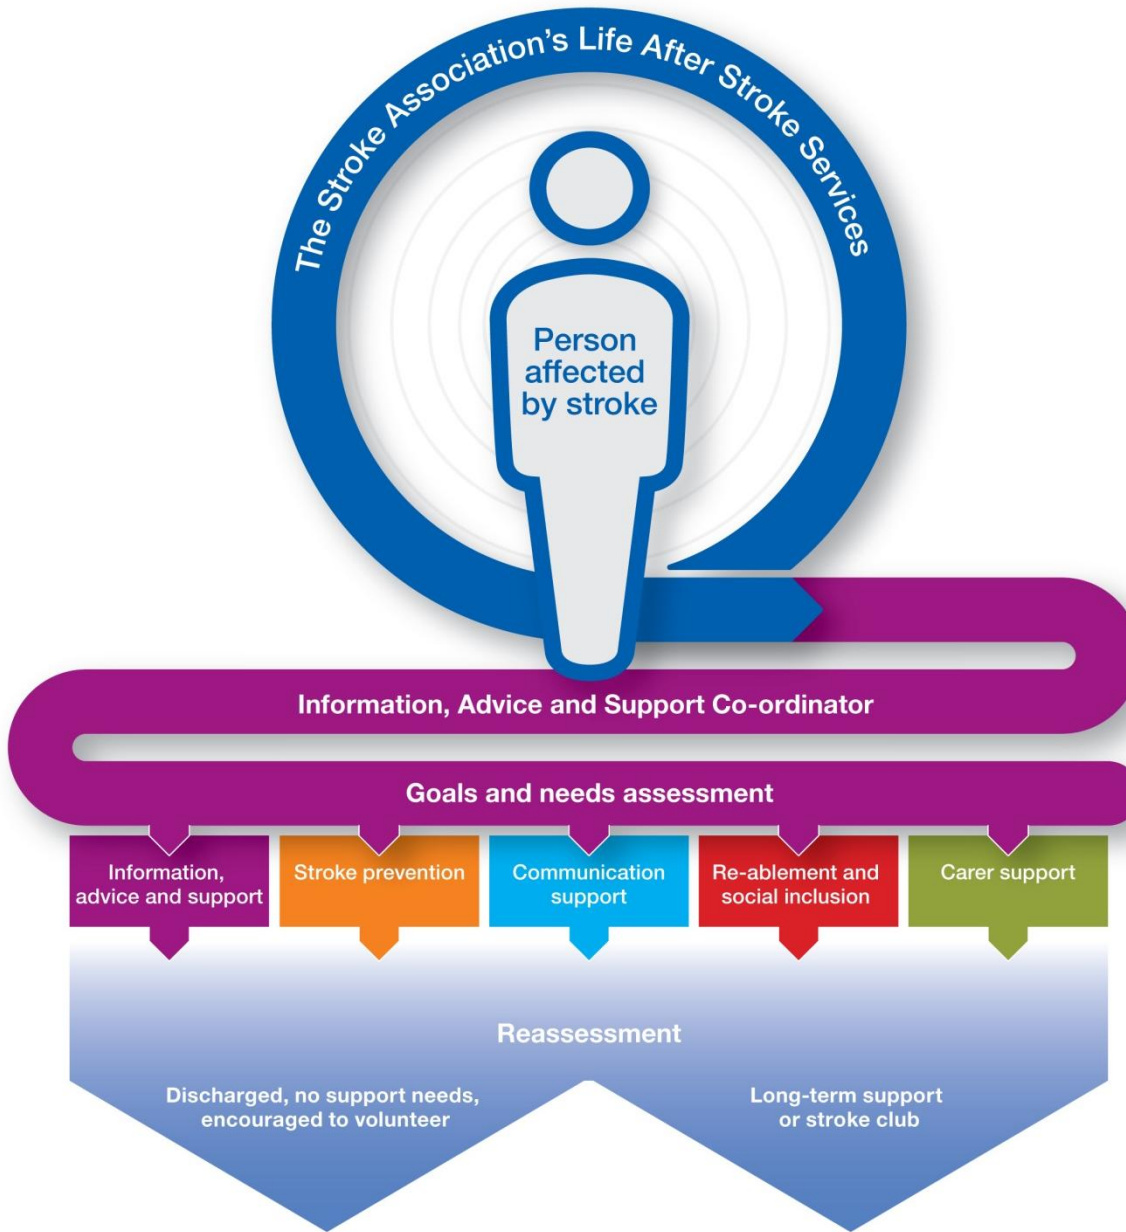 The Stroke Association's Life After Stroke Services
Person
affected
by stroke
Information, Advice and Support Co-ordinator
Goals and needs assessment
Information,
advice and support
Stroke prevention
Communication
support
Re-ablement and
social inclusion
Carer support
Reassessment
Discharged, no support needs,
encouraged to volunteer
Long-term support
or stroke club